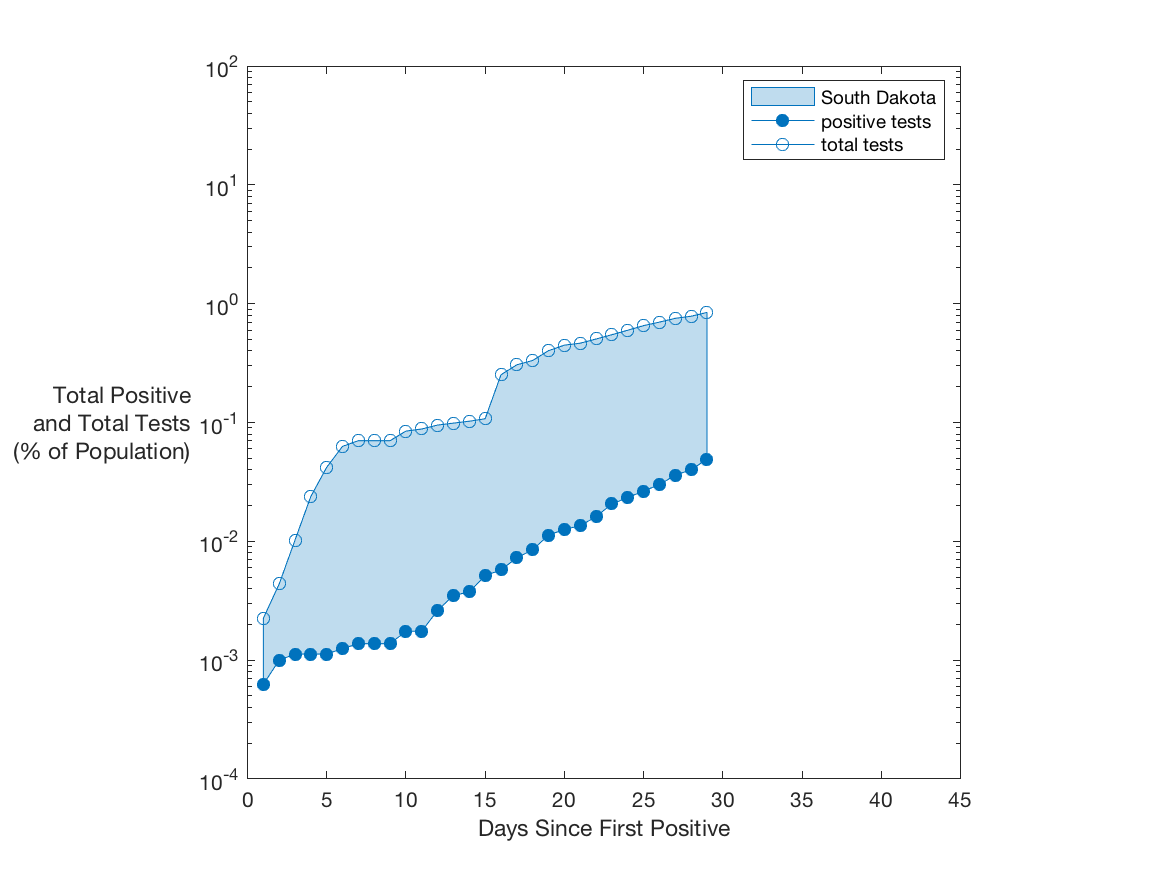 10^2
10^1
10^0
10^-1
10^-2
10^-3
10^-4
Total Positive
and Total Tests
(% of Population)
South Dakota
positive tests
total tests
0 5 10 15 20 25 30 35 40 45
Days Since First Positive